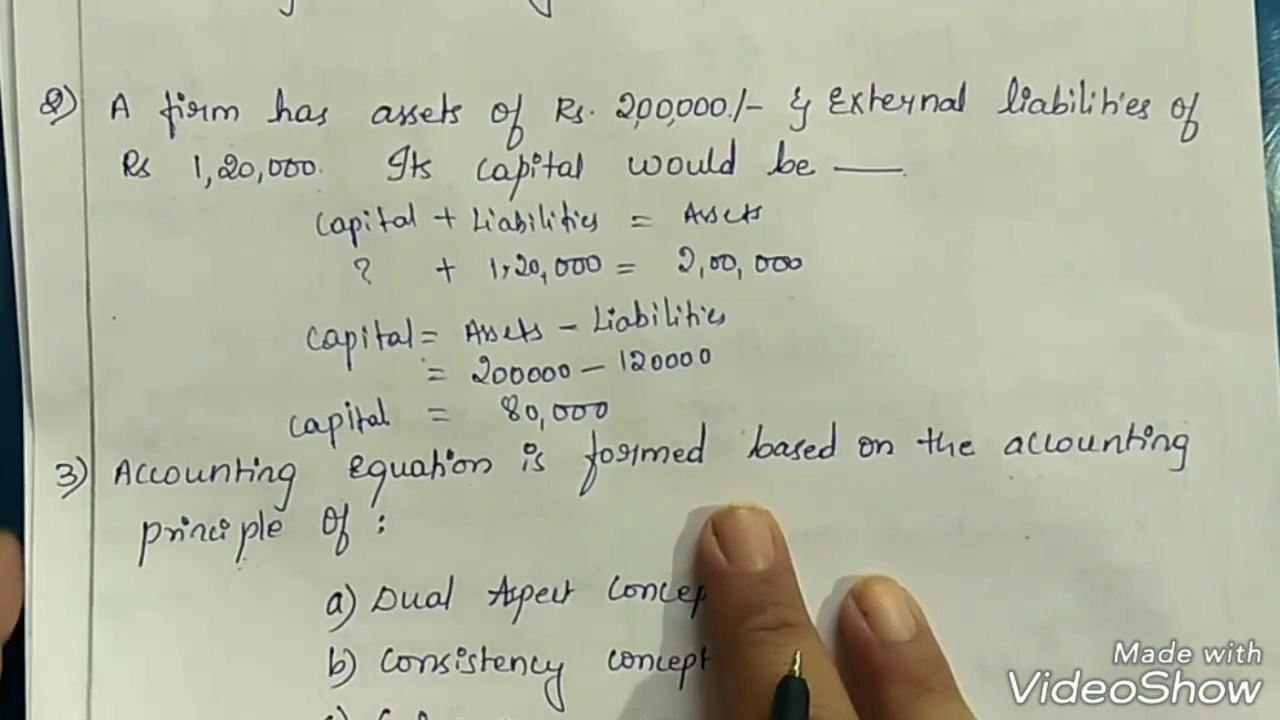 2) A firm has assets of Rs. 2,00,000/- & External liabilities of
Rs 1,20,000. Its capital would be —
Capital + Liabilities = Assets
? + 1,20,000 = 2,00,000
Capital = Assets - Liabilities
= 200000 - 120000
Capital = 80,000
3) Accounting Equation is formed based on the accounting
principle of :
a) Dual Aspect Concep
b) Consistency concept
Made with
VideoShow